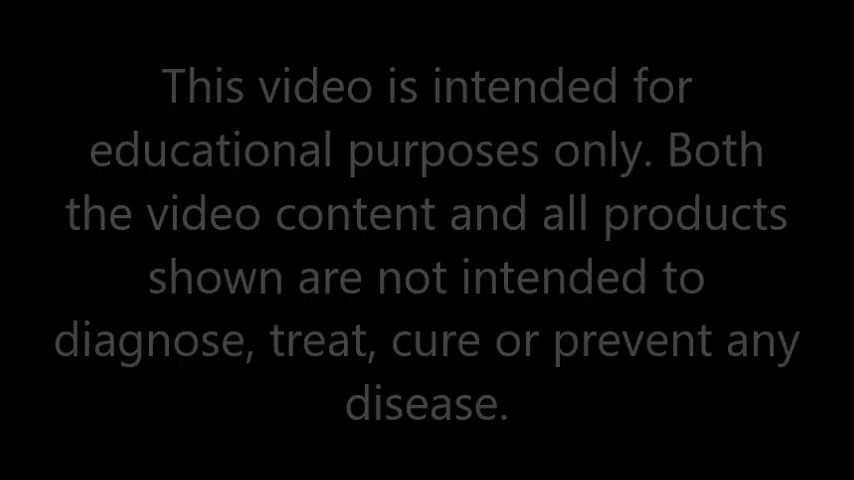 This video is intended for
educational purposes only. Both
the video content and all products
shown are not intended to
diagnose, treat, cure or prevent any
disease.